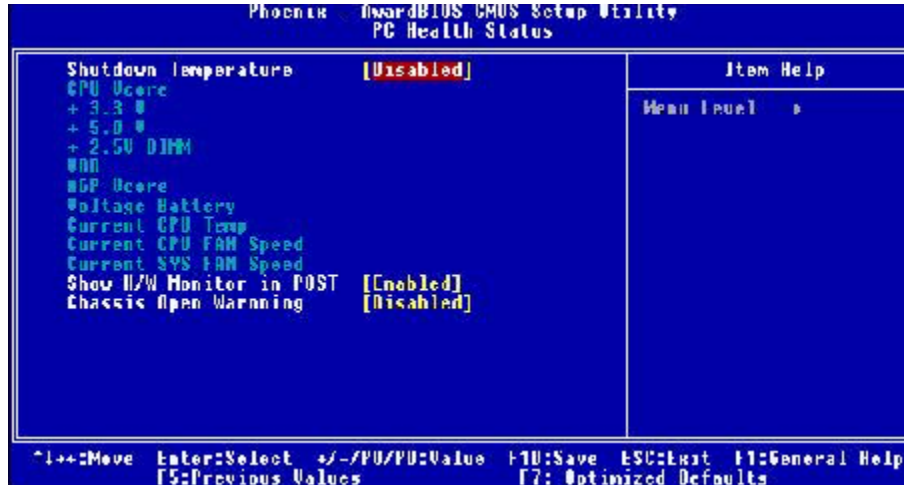 Phoenix AwardBIOS CMOS Setup Utility
PC Health Status
Shutdown Temperature [Disabled]
CPU Vcore
+ 3.3 V
+ 5.0 V
+ 2.5V DIMM
VDD
NGP Vcore
Voltage Battery
Current CPU Temp
Current CPU FAN Speed
Current SYS FAN Speed
Show H/W Monitor in POST [Enabled]
Chassis Open Warnning [Disabled]
Item Help
Menu Level ▸
↑↓→←:Move Enter:Select +/-/PU/PD:Value F10:Save ESC:Exit F1:General Help
F5:Previous Values F7: Optimized Defaults